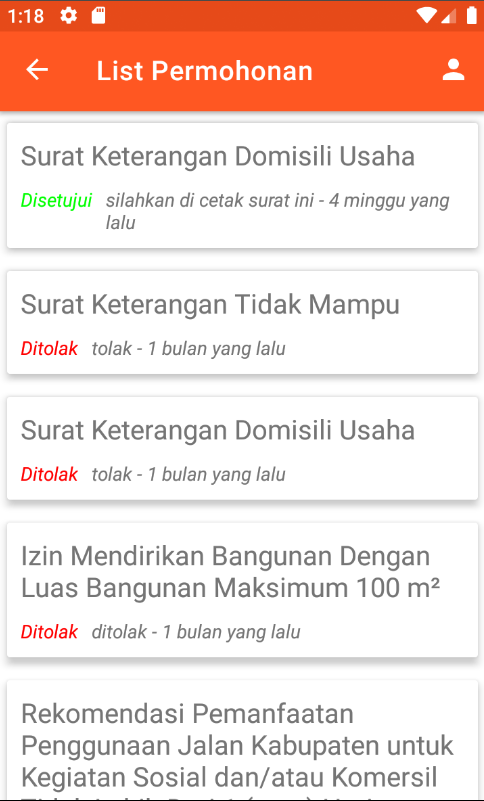 1:18
List Permohonan
Surat Keterangan Domisili Usaha
Disetujui silahkan di cetak surat ini - 4 minggu yang
lalu
Surat Keterangan Tidak Mampu
Ditolak tolak - 1 bulan yang lalu
Surat Keterangan Domisili Usaha
Ditolak tolak - 1 bulan yang lalu
Izin Mendirikan Bangunan Dengan
Luas Bangunan Maksimum 100 m²
Ditolak ditolak - 1 bulan yang lalu
Rekomendasi Pemanfaatan
Penggunaan Jalan Kabupaten untuk
Kegiatan Sosial dan/atau Komersil